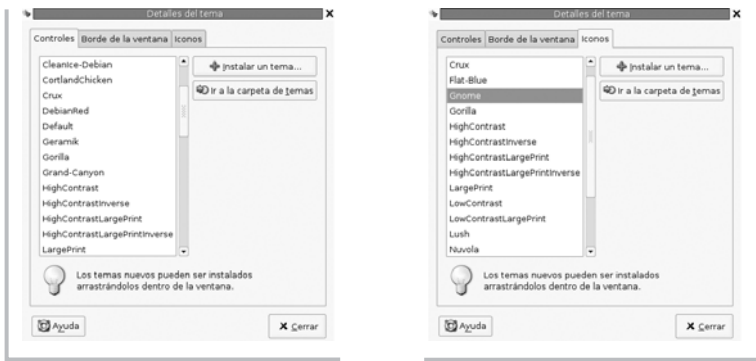 Detalles del tema
Controles Borde de la ventana Iconos
CleanIce-Debian
CortlandChicken
Crux
DebianRed
Default
Geramik
Gorilla
Grand-Canyon
HighContrast
HighContrastInverse
HighContrastLargePrint
HighContrastLargePrintInverse
LargePrint
Instalar un tema...
Ir a la carpeta de temas
Los temas nuevos pueden ser instalados
arrastrándolos dentro de la ventana.
Ayuda
Cerrar
Detalles del tema
Controles Borde de la ventana Iconos
Crux
Flat-Blue
Gnome
Gorilla
HighContrast
HighContrastInverse
HighContrastLargePrint
HighContrastLargePrintInverse
LargePrint
LowContrast
LowContrastLargePrint
Lush
Nuvola
Instalar un tema...
Ir a la carpeta de temas
Los temas nuevos pueden ser instalados
arrastrándolos dentro de la ventana.
Ayuda
Cerrar